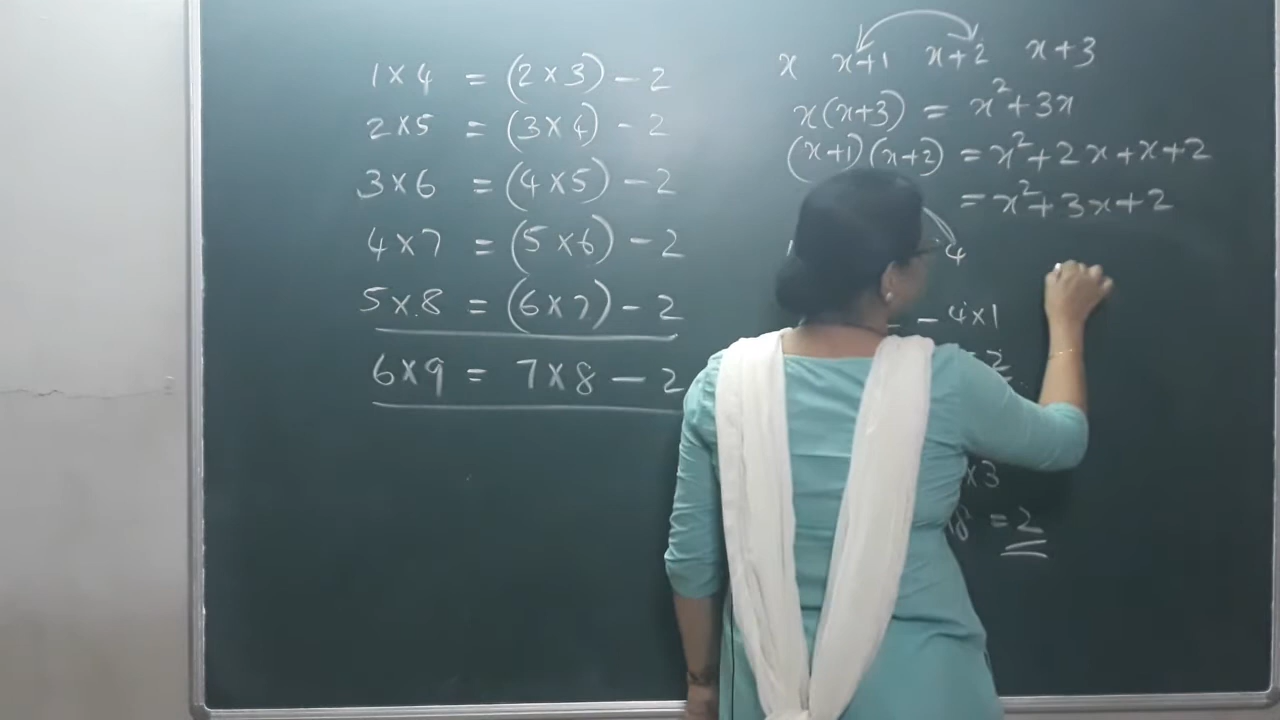 1 × 4 = (2 × 3) − 2
2 × 5 = (3 × 4) − 2
3 × 6 = (4 × 5) − 2
4 × 7 = (5 × 6) − 2
5 × 8 = (6 × 7) − 2
6 × 9 = 7 × 8 − 2
x x+1 x+2 x+3
x(x+3) = x² + 3x
(x+1)(x+2) = x² + 2x + x + 2
= x² + 3x + 2
4
− 4 × 1
2
× 3
8 = 2